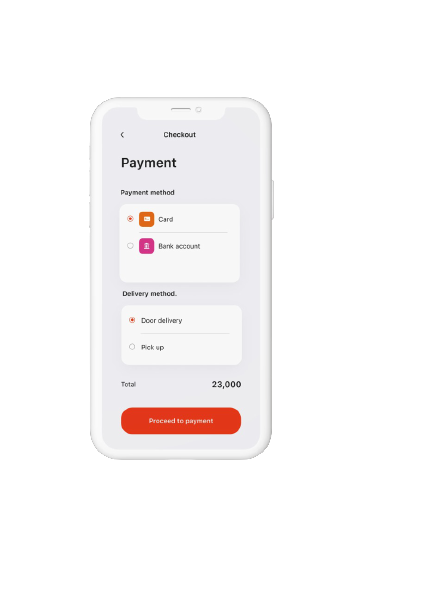 Checkout
Payment
Payment method
Card
Bank account
Delivery method.
Door delivery
Pick up
Total 23,000
Proceed to payment